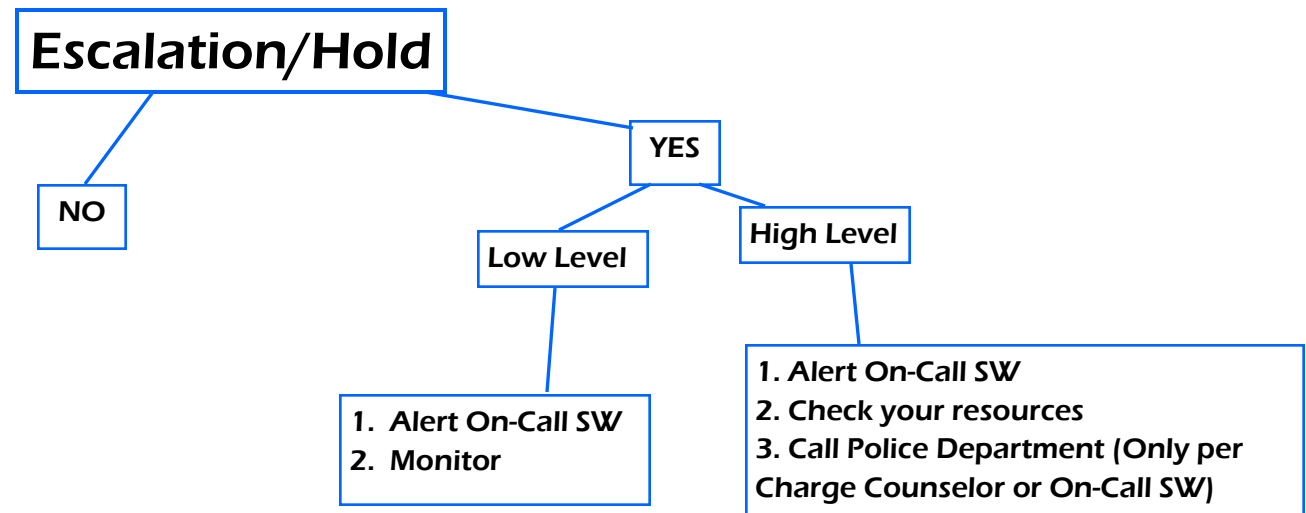 Escalation/Hold
YES
NO
High Level
Low Level
1. Alert On-Call SW
2. Check your resources
3. Call Police Department (Only per
Charge Counselor or On-Call SW)
1. Alert On-Call SW
2. Monitor